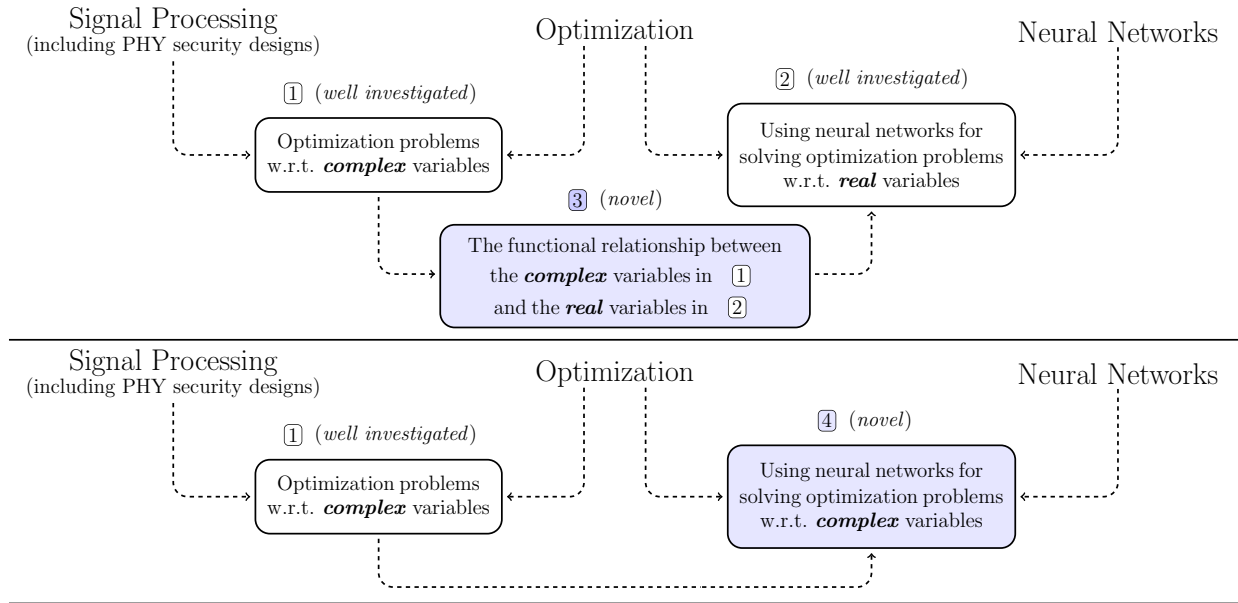 Signal Processing
(including PHY security designs)
Optimization
Neural Networks
1 (well investigated)
2 (well investigated)
Optimization problems
w.r.t. complex variables
Using neural networks for
solving optimization problems
w.r.t. real variables
3 (novel)
The functional relationship between
the complex variables in 1
and the real variables in 2
Signal Processing
(including PHY security designs)
Optimization
Neural Networks
1 (well investigated)
4 (novel)
Optimization problems
w.r.t. complex variables
Using neural networks for
solving optimization problems
w.r.t. complex variables